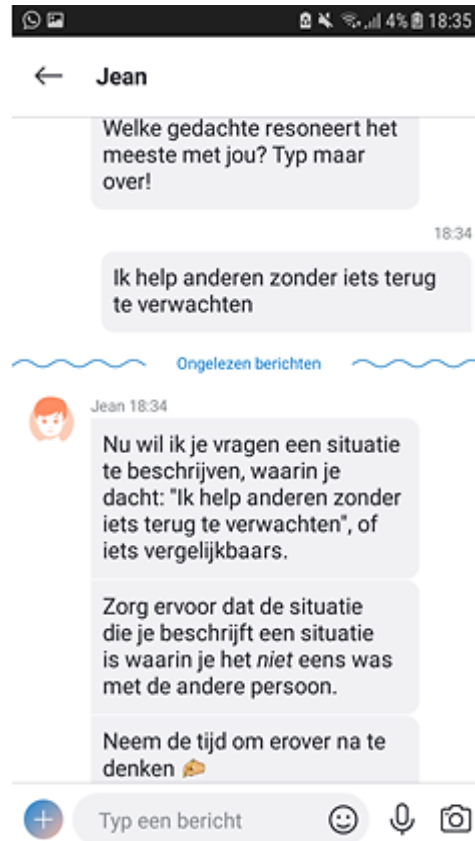 4% 18:35
Jean
Welke gedachte resoneert het
meeste met jou? Typ maar
over!
18:34
Ik help anderen zonder iets terug
te verwachten
Ongelezen berichten
Jean 18:34
Nu wil ik je vragen een situatie
te beschrijven, waarin je
dacht: "Ik help anderen zonder
iets terug te verwachten", of
iets vergelijkbaars.
Zorg ervoor dat de situatie
die je beschrijft een situatie
is waarin je het niet eens was
met de andere persoon.
Neem de tijd om erover na te
denken
Typ een bericht